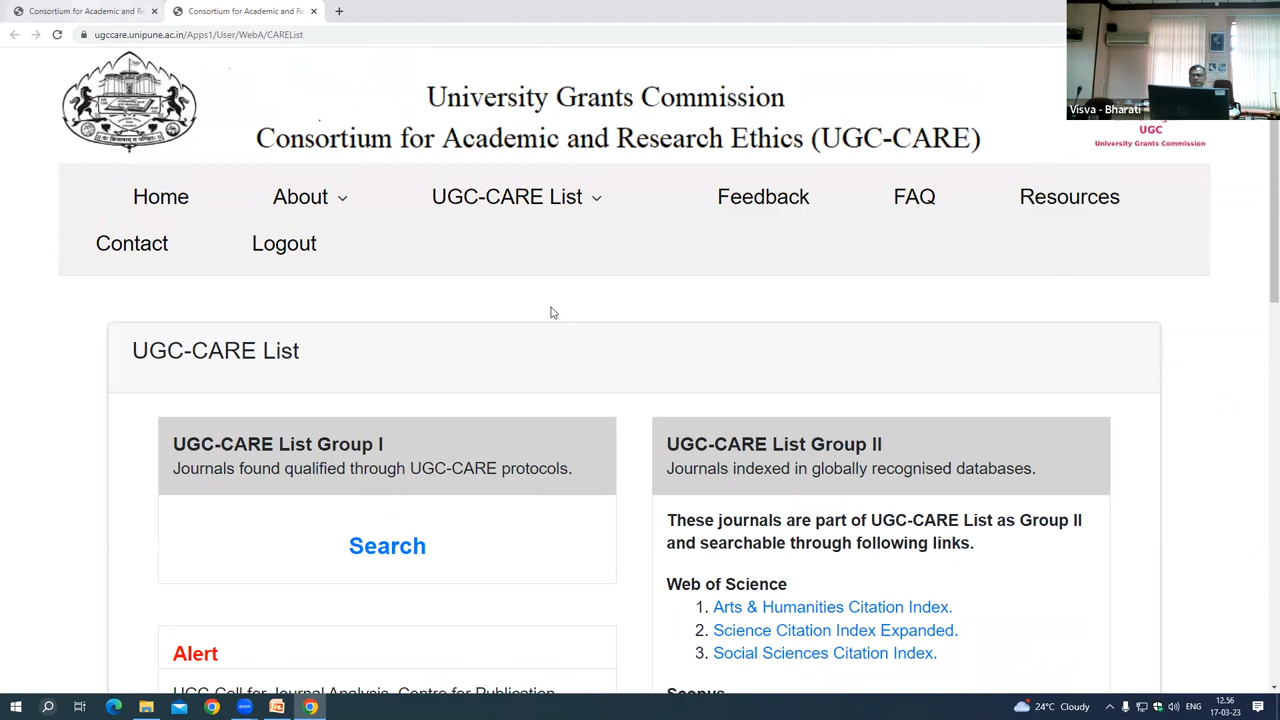 Consortium for Academic and Re
Consortium for Academic and Re
ugccare.unipune.ac.in/Apps1/User/WebA/CAREList
Visva - Bharati
University Grants Commission
Consortium for Academic and Research Ethics (UGC-CARE)
UGC
University Grants Commission
Home About UGC-CARE List Feedback FAQ Resources
Contact Logout
UGC-CARE List
UGC-CARE List Group I
Journals found qualified through UGC-CARE protocols.
Search
Alert
UGC-CARE List Group II
Journals indexed in globally recognised databases.
These journals are part of UGC-CARE List as Group II
and searchable through following links.
Web of Science
1. Arts & Humanities Citation Index.
2. Science Citation Index Expanded.
3. Social Sciences Citation Index.
24°C Cloudy
ENG
12.56
17-03-23